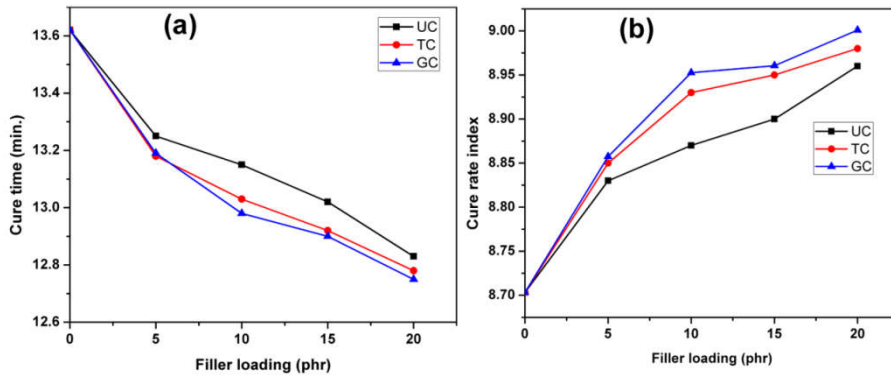 (a)
UC
TC
GC
13.6
13.4
13.2
13.0
12.8
12.6
Cure time (min.)
0 5 10 15 20
Filler loading (phr)
(b)
UC
TC
GC
9.00
8.95
8.90
8.85
8.80
8.75
8.70
Cure rate index
0 5 10 15 20
Filler loading (phr)